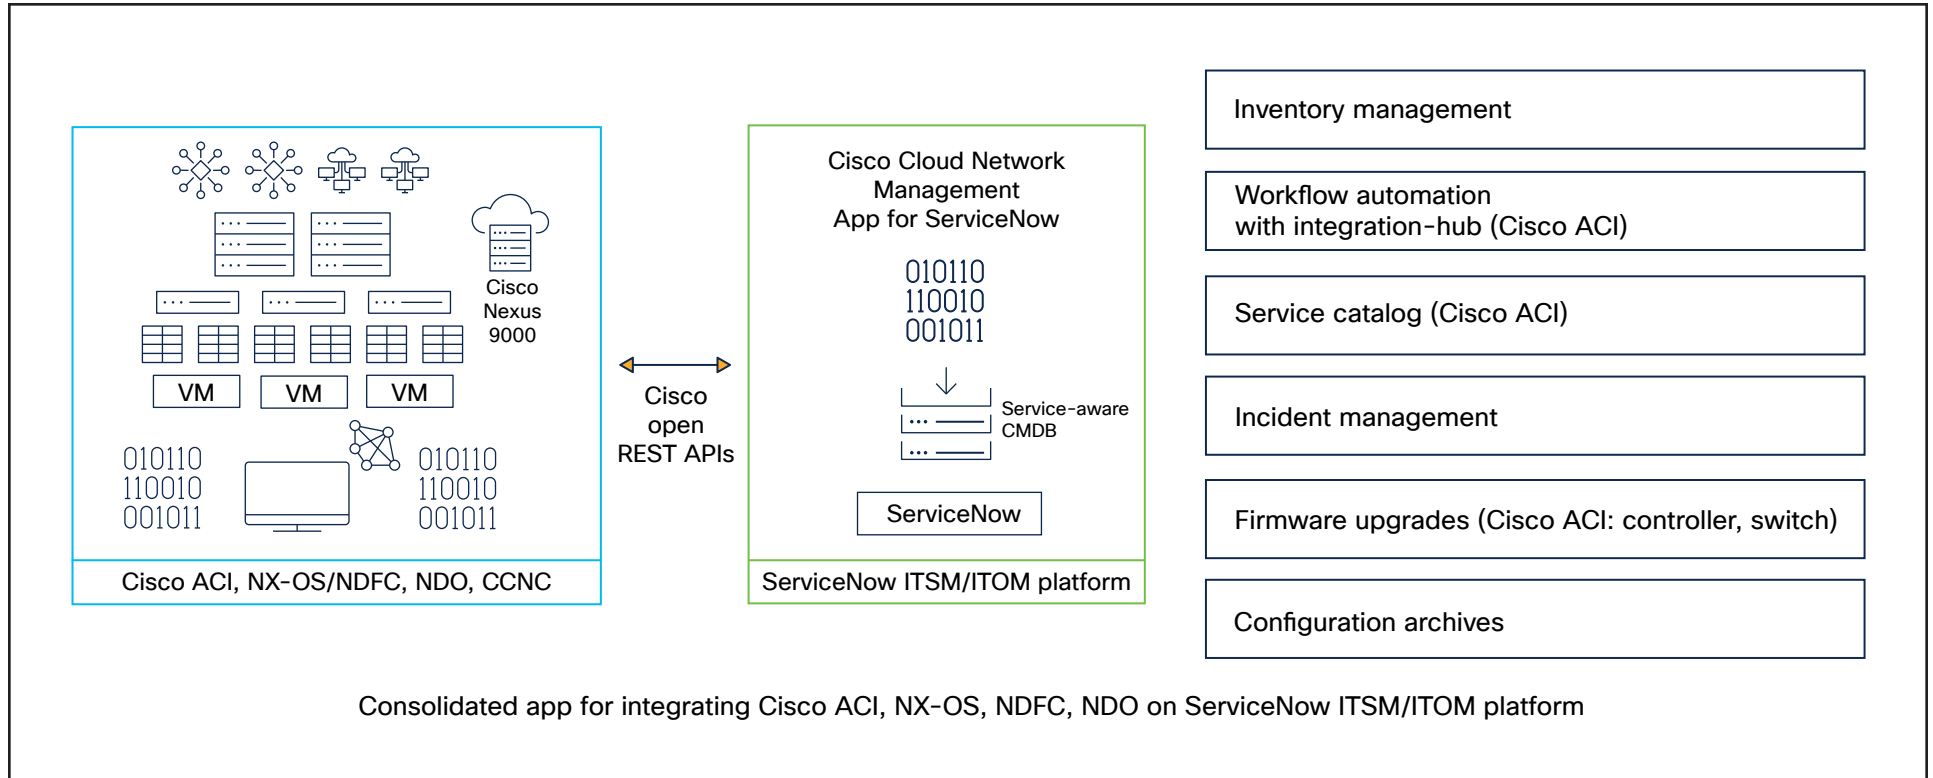 Cisco
Nexus
9000
VM
VM
VM
010110
110010
001011
010110
110010
001011
Cisco ACI, NX-OS/NDFC, NDO, CCNC
Cisco
open
REST APIs
Cisco Cloud Network
Management
App for ServiceNow
010110
110010
001011
Service-aware
CMDB
ServiceNow
ServiceNow ITSM/ITOM platform
Inventory management
Workflow automation
with integration-hub (Cisco ACI)
Service catalog (Cisco ACI)
Incident management
Firmware upgrades (Cisco ACI: controller, switch)
Configuration archives
Consolidated app for integrating Cisco ACI, NX-OS, NDFC, NDO on ServiceNow ITSM/ITOM platform